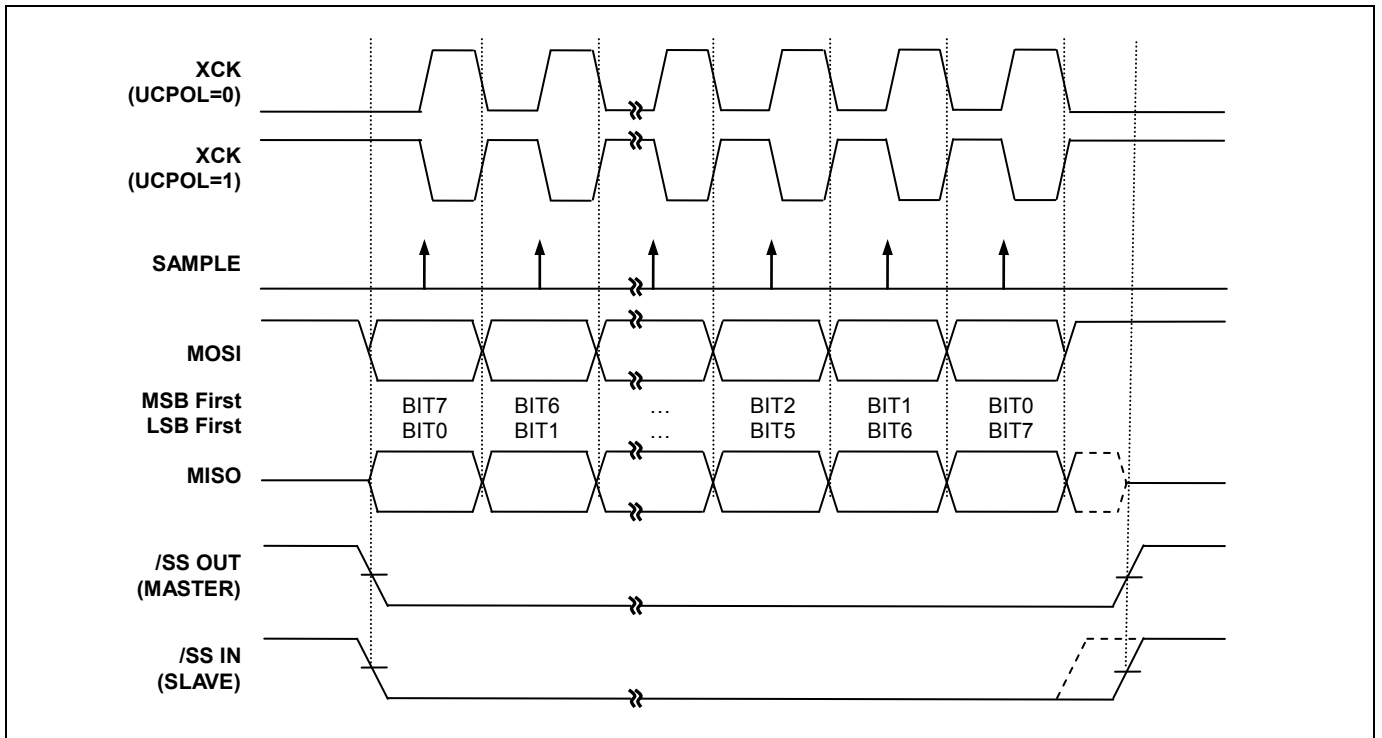 XCK
(UCPOL=0)
XCK
(UCPOL=1)
SAMPLE
MOSI
MSB First BIT7 BIT6 … BIT2 BIT1 BIT0
LSB First BIT0 BIT1 … BIT5 BIT6 BIT7
MISO
/SS OUT
(MASTER)
/SS IN
(SLAVE)